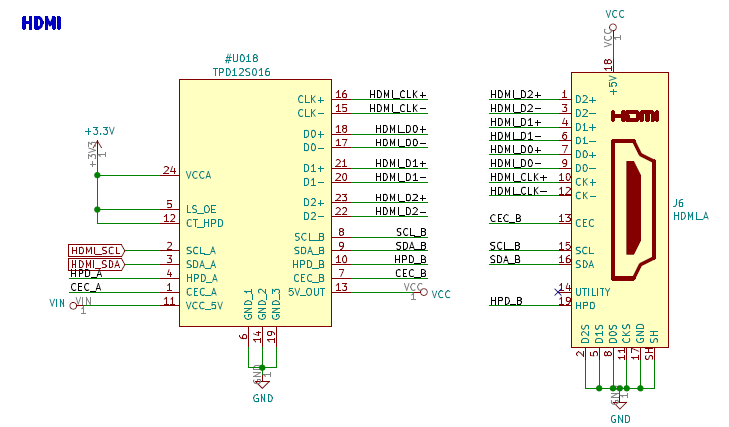 HDMI
#U018
TPD12S016
+3.3V
+3V3
1
24 VCCA
5 LS_OE
12 CT_HPD
HDMI_SCL 2 SCL_A
HDMI_SDA 3 SDA_A
HPD_A 4 HPD_A
CEC_A 1 CEC_A
VIN VIN 1 11 VCC_5V
CLK+ 16 HDMI_CLK+
CLK- 15 HDMI_CLK-
D0+ 18 HDMI_D0+
D0- 17 HDMI_D0-
D1+ 21 HDMI_D1+
D1- 20 HDMI_D1-
D2+ 23 HDMI_D2+
D2- 22 HDMI_D2-
SCL_B 8 SCL_B
SDA_B 9 SDA_B
HPD_B 10 HPD_B
CEC_B 7 CEC_B
5V_OUT 13 VCC 1 VCC
GND_1 GND_2 GND_3
6 14 19
GND 1
GND
VCC
VCC 1
18
+5V
HDMI
HDMI_D2+ 1 D2+
HDMI_D2- 3 D2-
HDMI_D1+ 4 D1+
HDMI_D1- 6 D1-
HDMI_D0+ 7 D0+
HDMI_D0- 9 D0-
HDMI_CLK+ 10 CK+
HDMI_CLK- 12 CK-
CEC_B 13 CEC
SCL_B 15 SCL
SDA_B 16 SDA
14 UTILITY
HPD_B 19 HPD
J6
HDMI_A
D2S D1S D0S CKS GND SH
2 5 8 11 17 SH
GND 1
GND